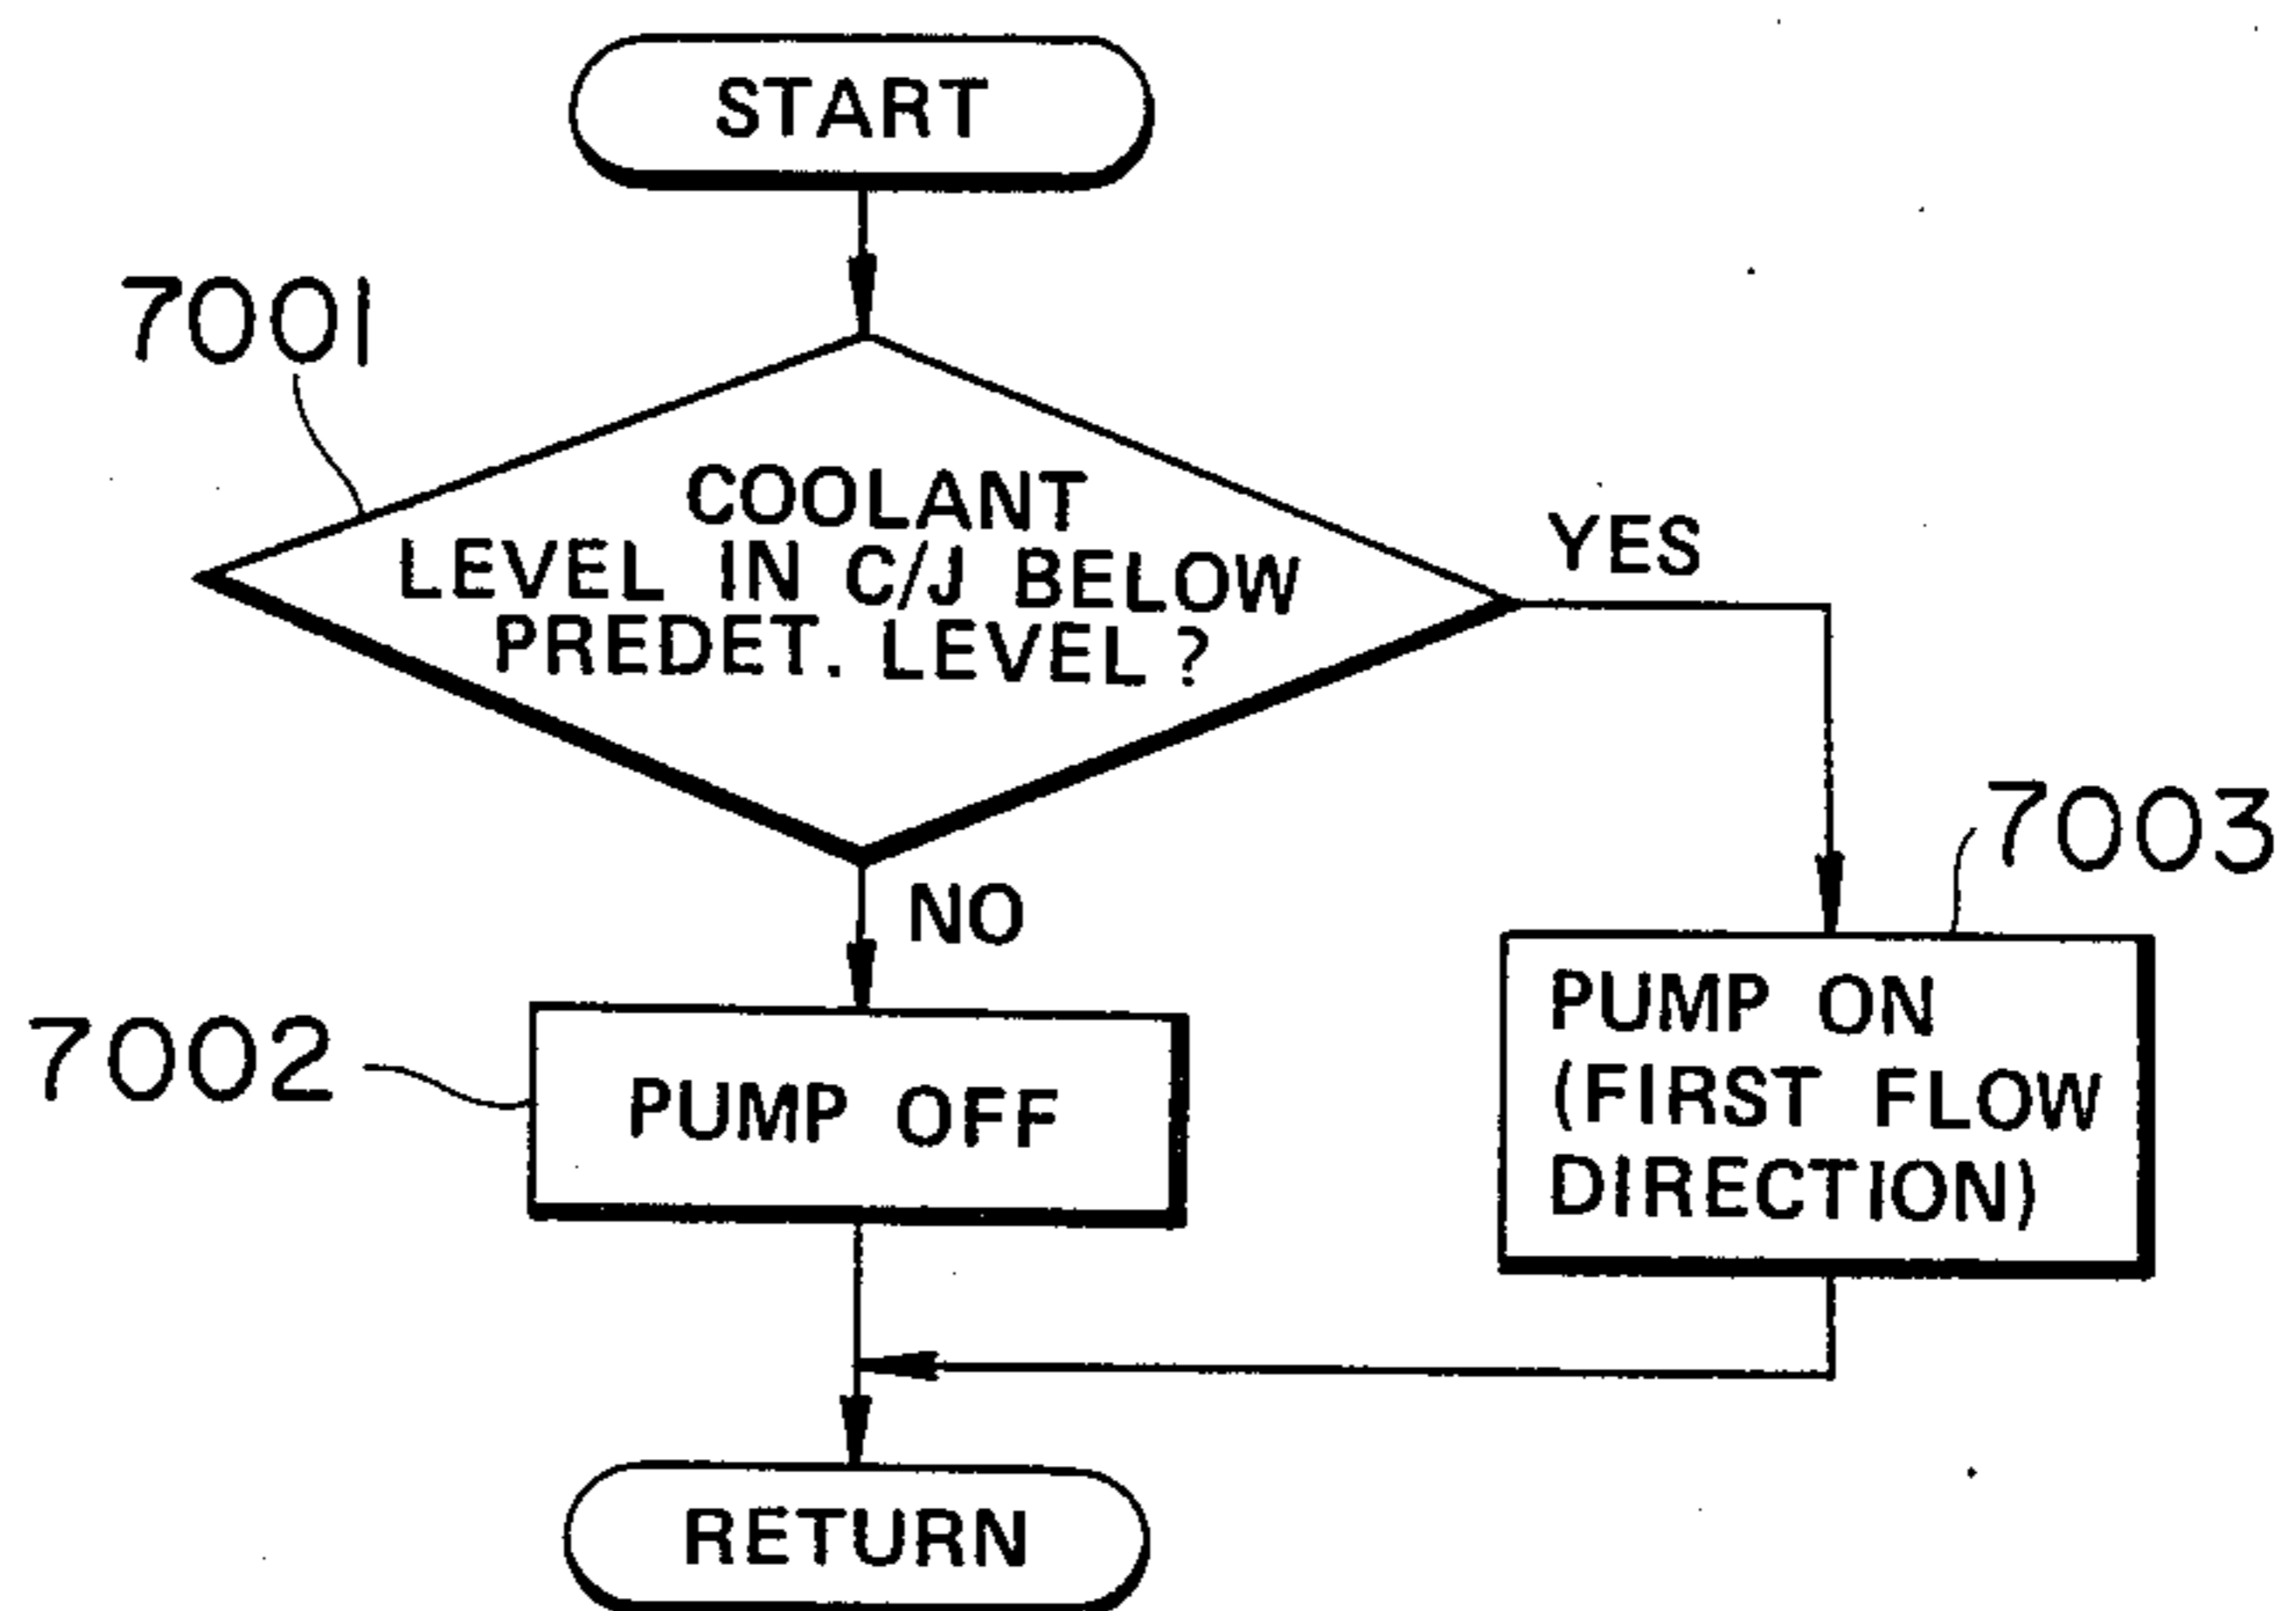 START
7001
COOLANT
LEVEL IN C/J BELOW
PREDET. LEVEL?
YES
NO
7003
PUMP ON
(FIRST FLOW
DIRECTION)
7002
PUMP OFF
RETURN